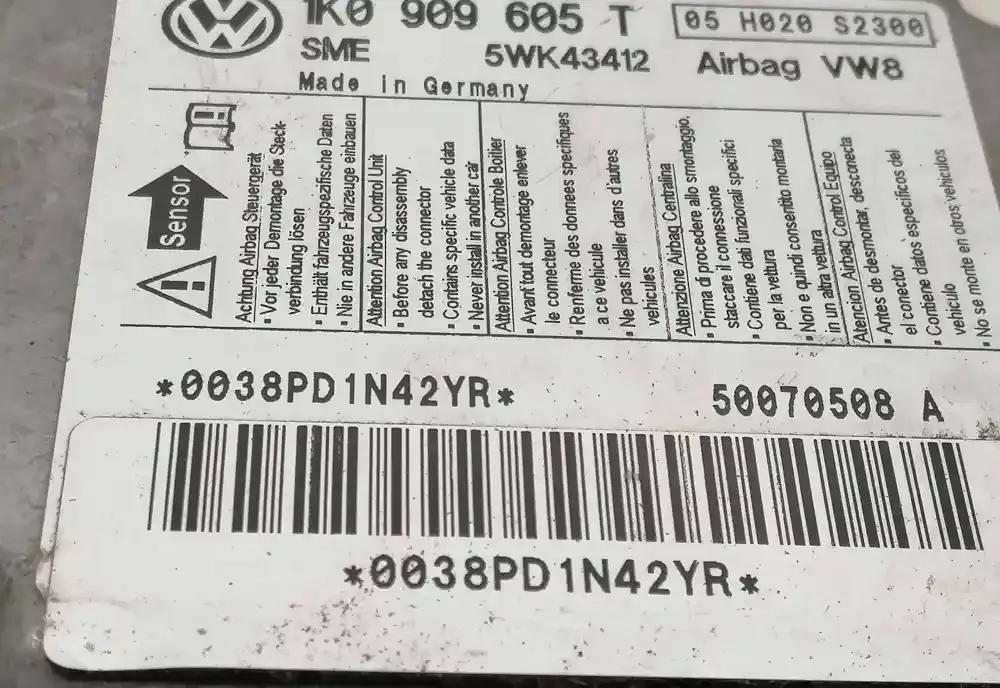 1K0 909 605 T
05 H020 S2300
SME
5WK43412
Airbag VW8
Made in Germany
Sensor
Achtung Airbag Steuergerät
▪ Vor jeder Demontage die Steck-
verbindung lösen
▪ Enthält fahrzeugspezifische Daten
▪ Nie in andere Fahrzeuge einbauen
Attention Airbag Control Unit
▪ Before any disassembly
detach the connector
▪ Contains specific vehicle data
▪ Never install in another car
Attention Airbag Controle Boitier
▪ Avant tout demontage enlever
le connecteur
▪ Renferme des donnees specifiques
a ce vehicule
▪ Ne pas installer dans d'autres
vehicules
Attenzione Airbag Centralina
▪ Prima di procedere allo smontaggio,
staccare il connessione
▪ Contiene dati funzionali specifici
per la vettura
▪ Non e quindi consentito montarla
in un altra vettura
Atencion Airbag Control Equipo
▪ Antes de desmontar, desconecta
el conector
▪ Contiene datos especificos del
vehiculo
▪ No se monte en otros vehiculos
*0038PD1N42YR*
50070508 A
*0038PD1N42YR*